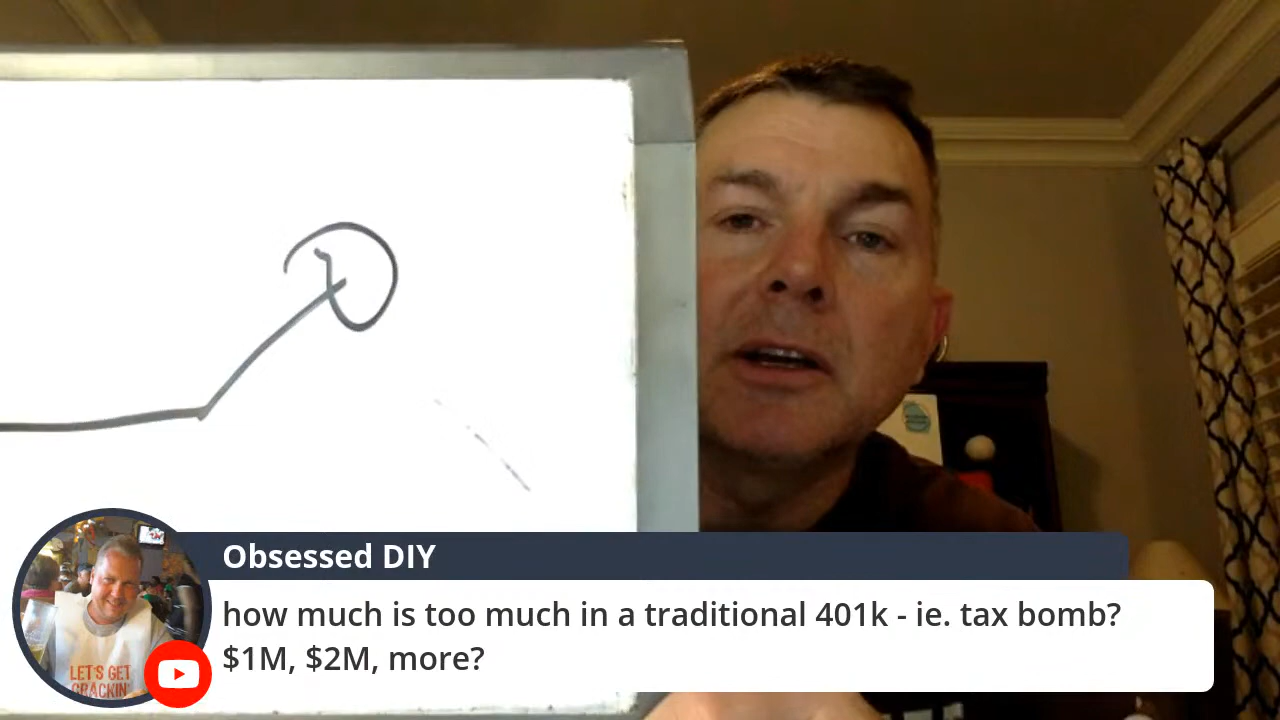 Obsessed DIY
how much is too much in a traditional 401k - ie. tax bomb?
$1M, $2M, more?
LET'S GET
CRACKIN'